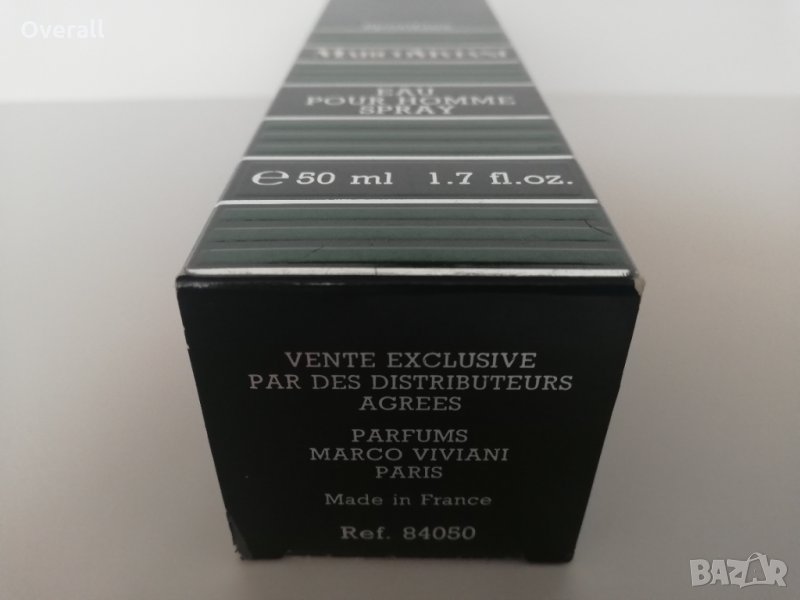 Overall
EAU
POUR HOMME
SPRAY
℮ 50 ml 1.7 fl.oz.
VENTE EXCLUSIVE
PAR DES DISTRIBUTEURS
AGREES
PARFUMS
MARCO VIVIANI
PARIS
Made in France
Ref. 84050
BAZAR